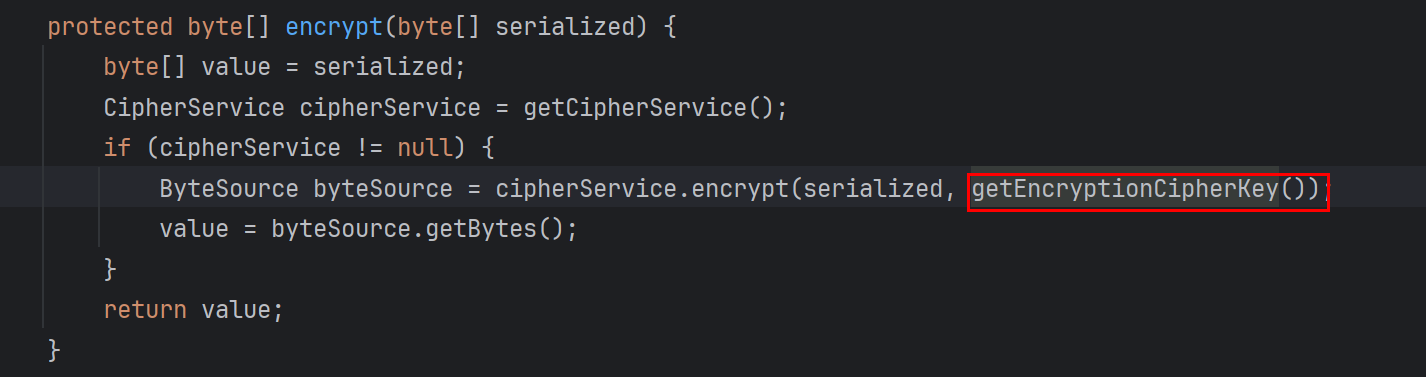 protected byte[] encrypt(byte[] serialized) {
    byte[] value = serialized;
    CipherService cipherService = getCipherService();
    if (cipherService != null) {
        ByteSource byteSource = cipherService.encrypt(serialized, getEncryptionCipherKey());
        value = byteSource.getBytes();
    }
    return value;
}